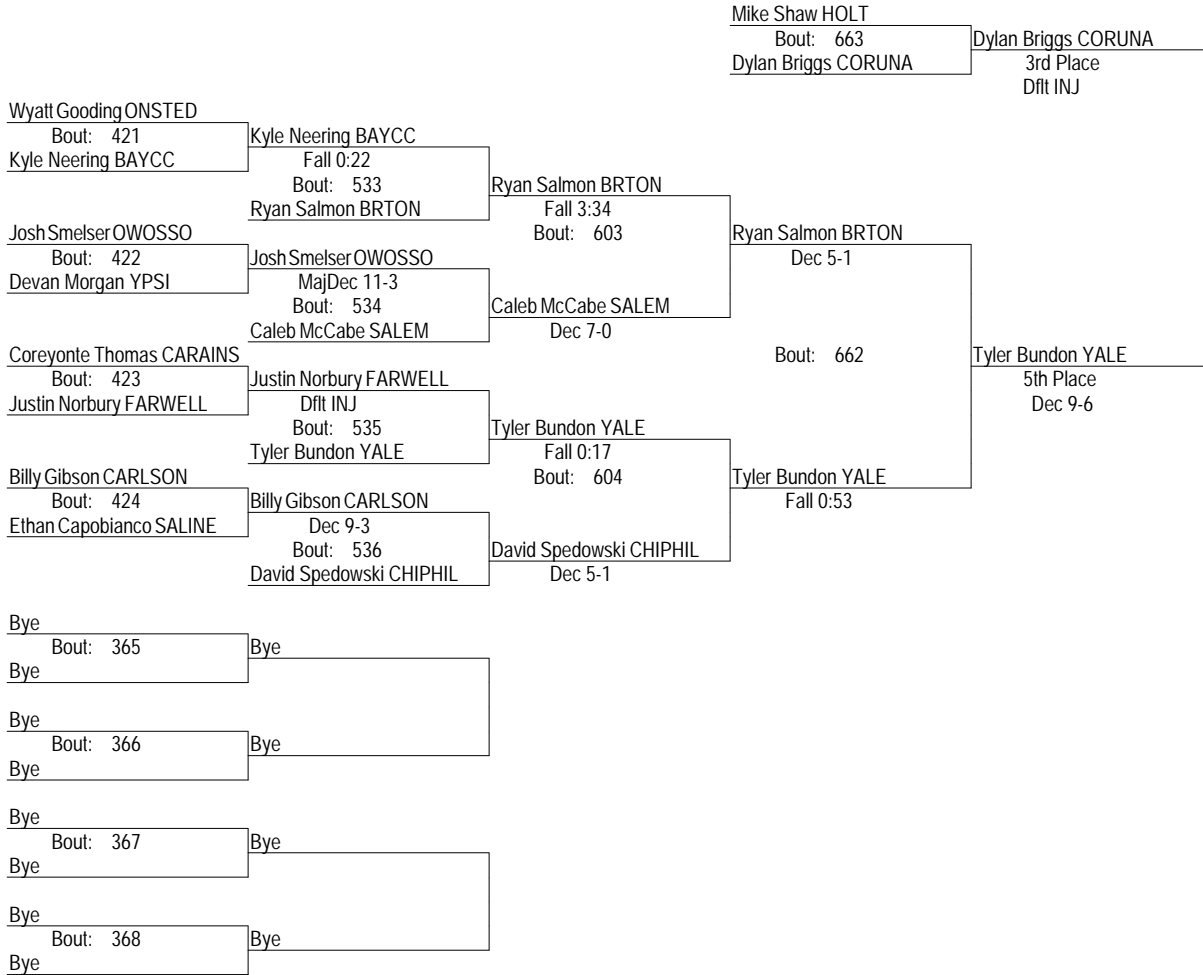 Mike Shaw HOLT
Bout: 663
Dylan Briggs CORUNA
Dylan Briggs CORUNA
3rd Place
Dflt INJ
Wyatt Gooding ONSTED
Bout: 421
Kyle Neering BAYCC
Kyle Neering BAYCC
Fall 0:22
Bout: 533
Ryan Salmon BRTON
Ryan Salmon BRTON
Fall 3:34
Bout: 603
Josh Smelser OWOSSO
Bout: 422
Devan Morgan YPSI
Josh Smelser OWOSSO
MajDec 11-3
Bout: 534
Caleb McCabe SALEM
Caleb McCabe SALEM
Dec 7-0
Ryan Salmon BRTON
Dec 5-1
Bout: 662
Coreyonte Thomas CARAINS
Bout: 423
Justin Norbury FARWELL
Justin Norbury FARWELL
Dflt INJ
Bout: 535
Tyler Bundon YALE
Tyler Bundon YALE
Fall 0:17
Bout: 604
Billy Gibson CARLSON
Bout: 424
Ethan Capobianco SALINE
Billy Gibson CARLSON
Dec 9-3
Bout: 536
David Spedowski CHIPHIL
David Spedowski CHIPHIL
Dec 5-1
Tyler Bundon YALE
Fall 0:53
Tyler Bundon YALE
5th Place
Dec 9-6
Bye
Bout: 365
Bye
Bye
Bye
Bout: 366
Bye
Bye
Bye
Bout: 367
Bye
Bye
Bye
Bout: 368
Bye
Bye